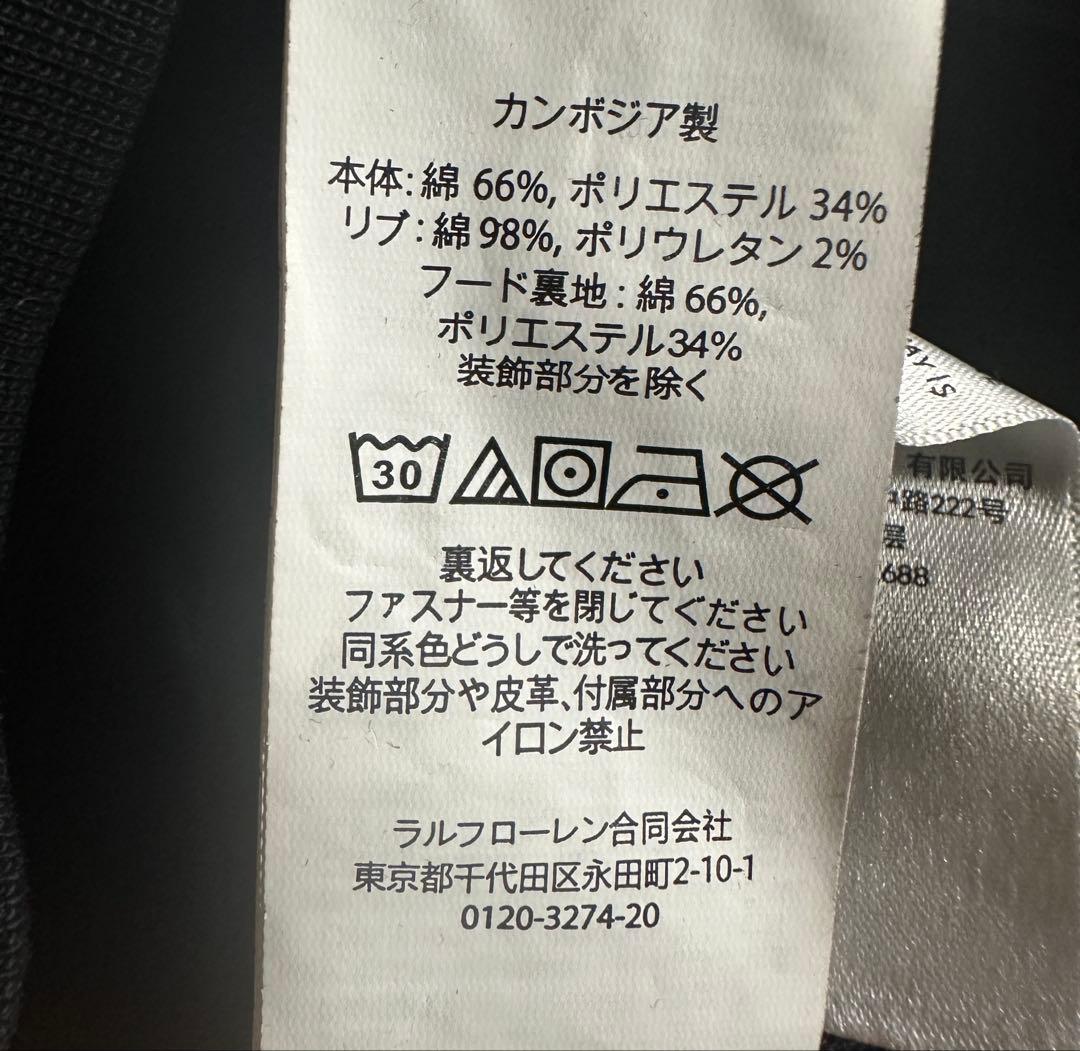 カンボジア製
本体: 綿 66%, ポリエステル 34%
リブ : 綿 98%, ポリウレタン 2%
フード裏地 : 綿 66%,
ポリエステル34%
装飾部分を除く
30
裏返してください
ファスナー等を閉じてください
同系色どうしで洗ってください
装飾部分や皮革、付属部分へのア
イロン禁止
ラルフローレン合同会社
東京都千代田区永田町2-10-1
0120-3274-20
AY IS
有限公司
路222号
层
688